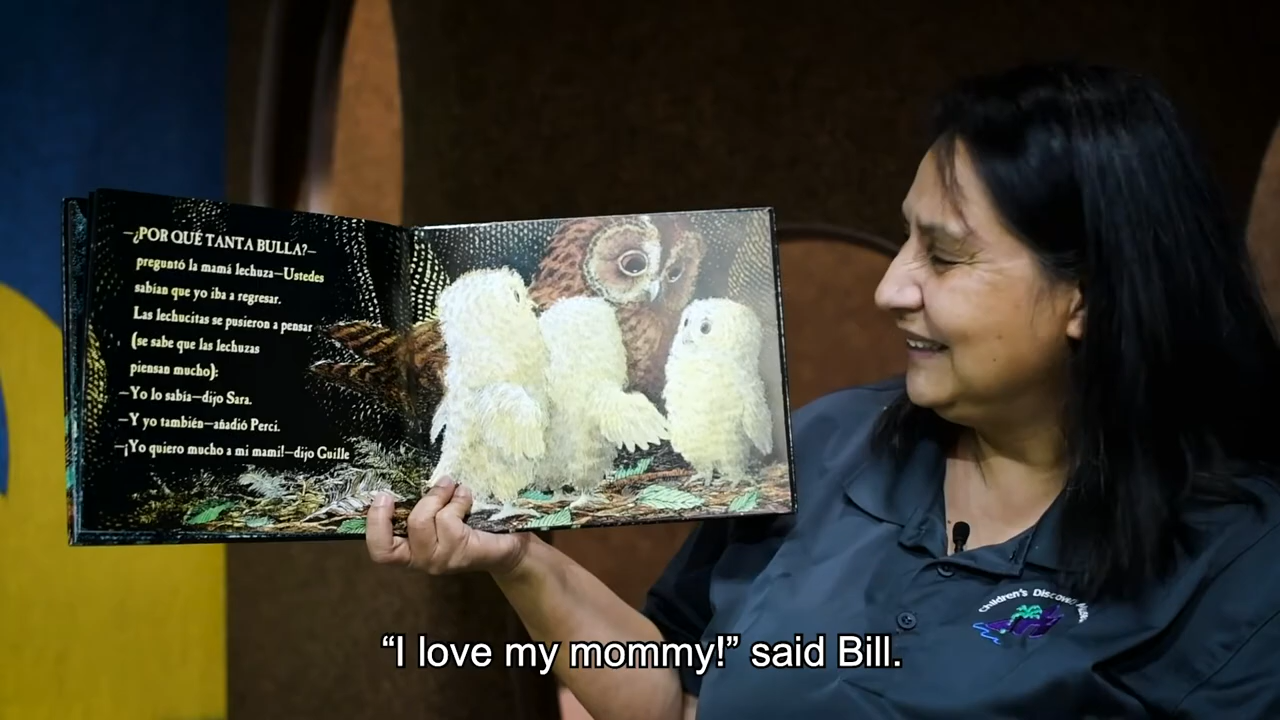 —¿POR QUÉ TANTA BULLA?—
preguntó la mamá lechuza—Ustedes
sabían que yo iba a regresar.
Las lechucitas se pusieron a pensar
(se sabe que las lechuzas
piensan mucho):
—Yo lo sabía—dijo Sara.
—Y yo también—añadió Perci.
—¡Yo quiero mucho a mi mami!—dijo Guille
Children's
“I love my mommy!” said Bill.